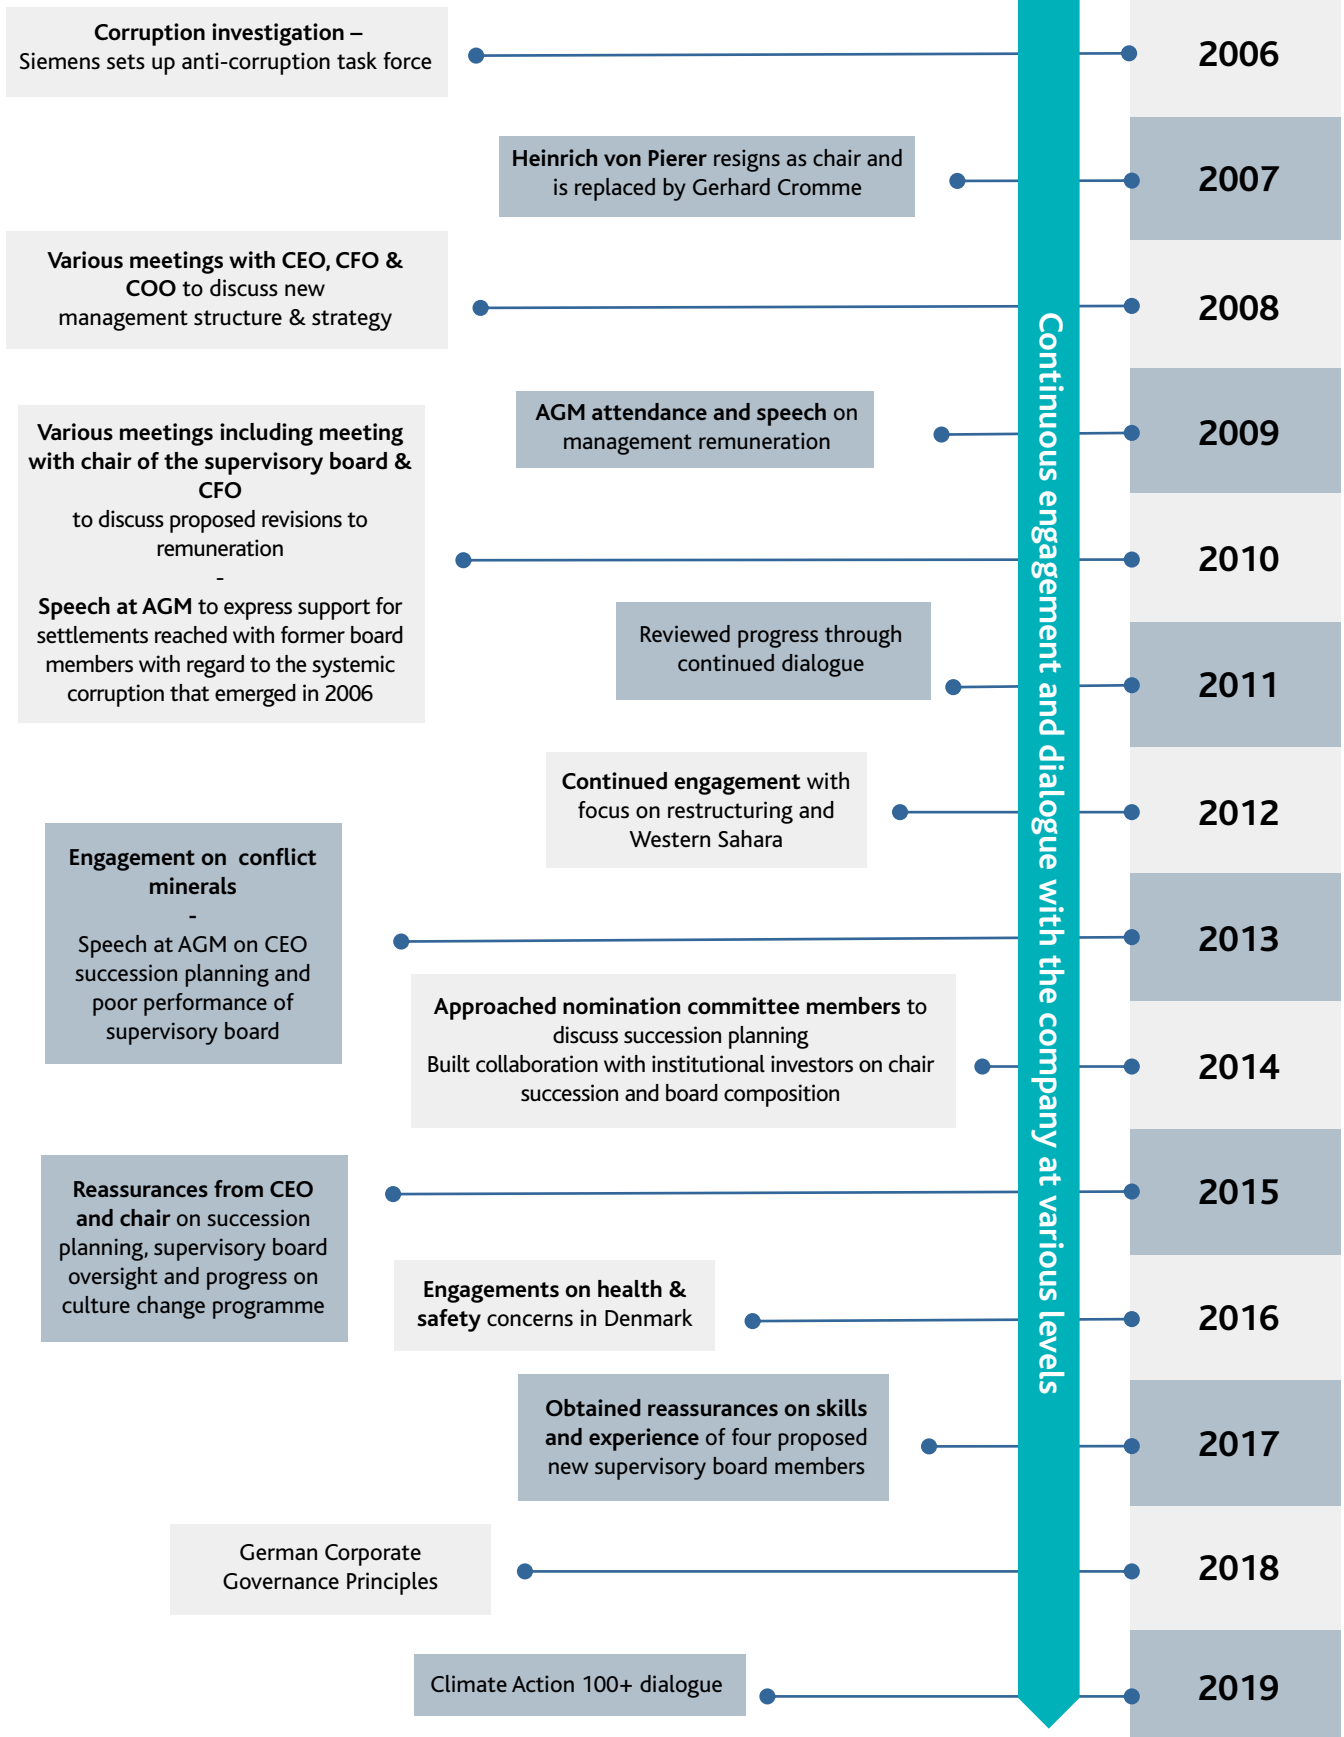 Corruption investigation –
Siemens sets up anti-corruption task force
2006
Heinrich von Pierer resigns as chair and
is replaced by Gerhard Cromme
2007
Various meetings with CEO, CFO &
COO to discuss new
management structure & strategy
2008
AGM attendance and speech on
management remuneration
2009
Various meetings including meeting
with chair of the supervisory board &
CFO
to discuss proposed revisions to
remuneration
-
Speech at AGM to express support for
settlements reached with former board
members with regard to the systemic
corruption that emerged in 2006
2010
Reviewed progress through
continued dialogue
2011
Continued engagement with
focus on restructuring and
Western Sahara
2012
Engagement on conflict
minerals
-
Speech at AGM on CEO
succession planning and
poor performance of
supervisory board
2013
Approached nomination committee members to
discuss succession planning
Built collaboration with institutional investors on chair
succession and board composition
2014
Reassurances from CEO
and chair on succession
planning, supervisory board
oversight and progress on
culture change programme
2015
Engagements on health &
safety concerns in Denmark
2016
Obtained reassurances on skills
and experience of four proposed
new supervisory board members
2017
German Corporate
Governance Principles
2018
Climate Action 100+ dialogue
2019
Continuous engagement and dialogue with the company at various levels